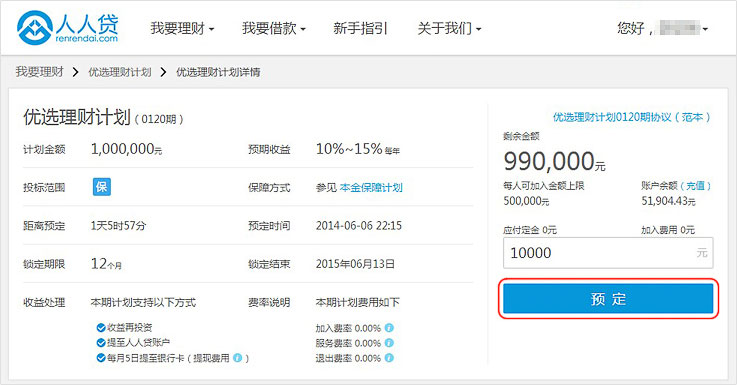 人人贷
renrendai.com
我要理财 我要借款 新手指引 关于我们 您好，
我要理财 优选理财计划 优选理财计划详情
优选理财计划（0120期）
计划金额 1,000,000元 预期收益 10%~15% 每年
投标范围 保 保障方式 参见 本金保障计划
距离预定 1天5时57分 预定时间 2014-06-06 22:15
锁定期限 12个月 锁定结束 2015年06月13日
收益处理 本期计划支持以下方式 费率说明 本期计划费用如下
收益再投资 加入费率 0.00% i
提至人人贷账户 服务费率 0.00% i
每月5日提至银行卡（提现费用 i） 退出费率 0.00% i
优选理财计划0120期协议（范本）
剩余金额
990,000元
每人可加入金额上限 账户余额（充值）
500,000元 51,904.43元
应付定金 0元 加入费用 0元
10000 元
预 定